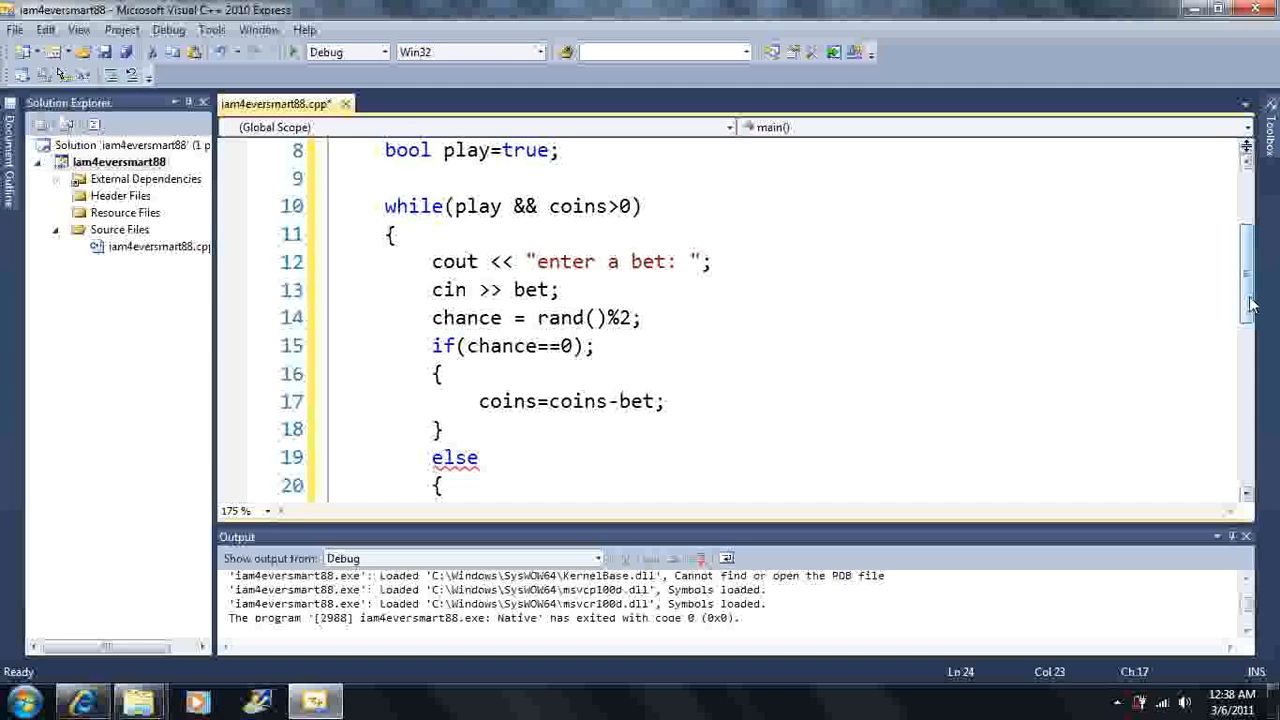 iam4eversmart88 - Microsoft Visual C++ 2010 Express
File Edit View Project Debug Tools Window Help
Debug Win32
Solution Explorer
iam4eversmart88.cpp*
(Global Scope) main()
Document Outline
Toolbox
Solution 'iam4eversmart88' (1 p
iam4eversmart88
External Dependencies
Header Files
Resource Files
Source Files
iam4eversmart88.cpp
8 bool play=true;
9
10 while(play && coins>0)
11 {
12 cout << "enter a bet: ";
13 cin >> bet;
14 chance = rand()%2;
15 if(chance==0);
16 {
17 coins=coins-bet;
18 }
19 else
20 {
175 %
Output
Show output from: Debug
'iam4eversmart88.exe': Loaded 'C:\Windows\SysWOW64\KernelBase.dll', Cannot find or open the PDB file
'iam4eversmart88.exe': Loaded 'C:\Windows\SysWOW64\msvcp100d.dll', Symbols loaded.
'iam4eversmart88.exe': Loaded 'C:\Windows\SysWOW64\msvcr100d.dll', Symbols loaded.
The program '[2988] iam4eversmart88.exe: Native' has exited with code 0 (0x0).
Ready Ln 24 Col 23 Ch 17 INS
12:38 AM
3/6/2011